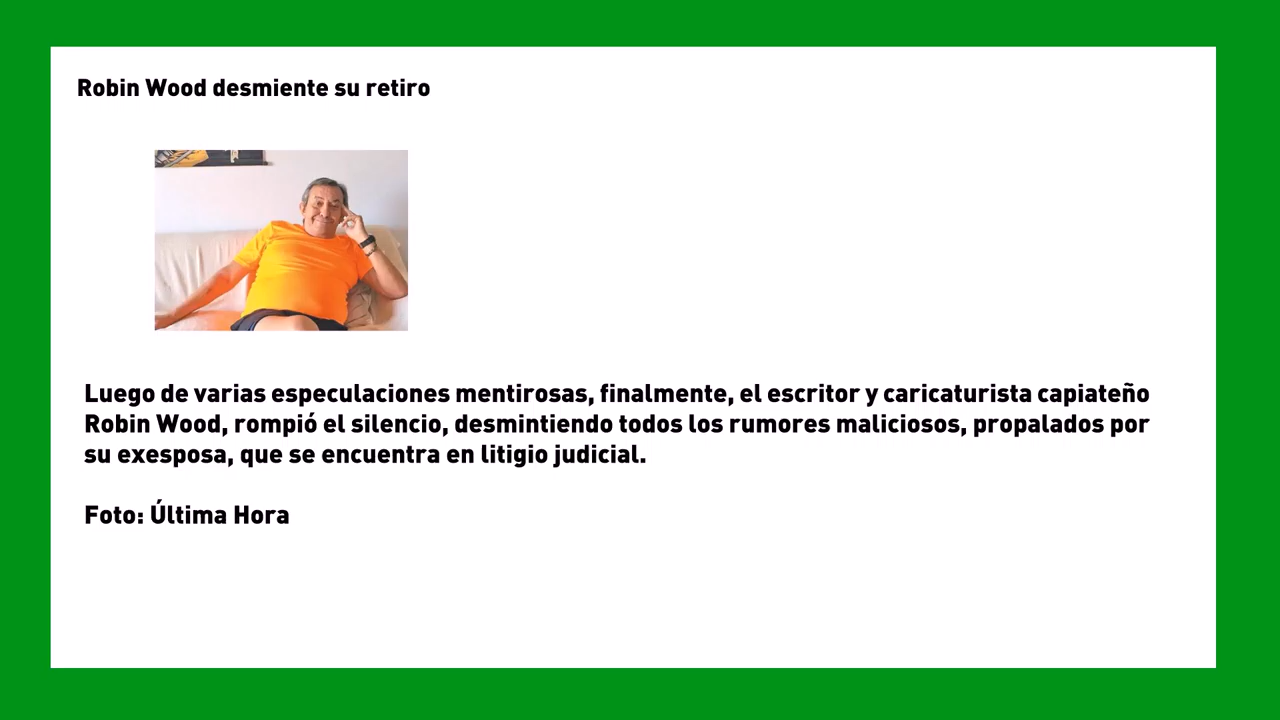 Robin Wood desmiente su retiro
Luego de varias especulaciones mentirosas, finalmente, el escritor y caricaturista capiateño
Robin Wood, rompió el silencio, desmintiendo todos los rumores maliciosos, propalados por
su exesposa, que se encuentra en litigio judicial.
Foto: Última Hora